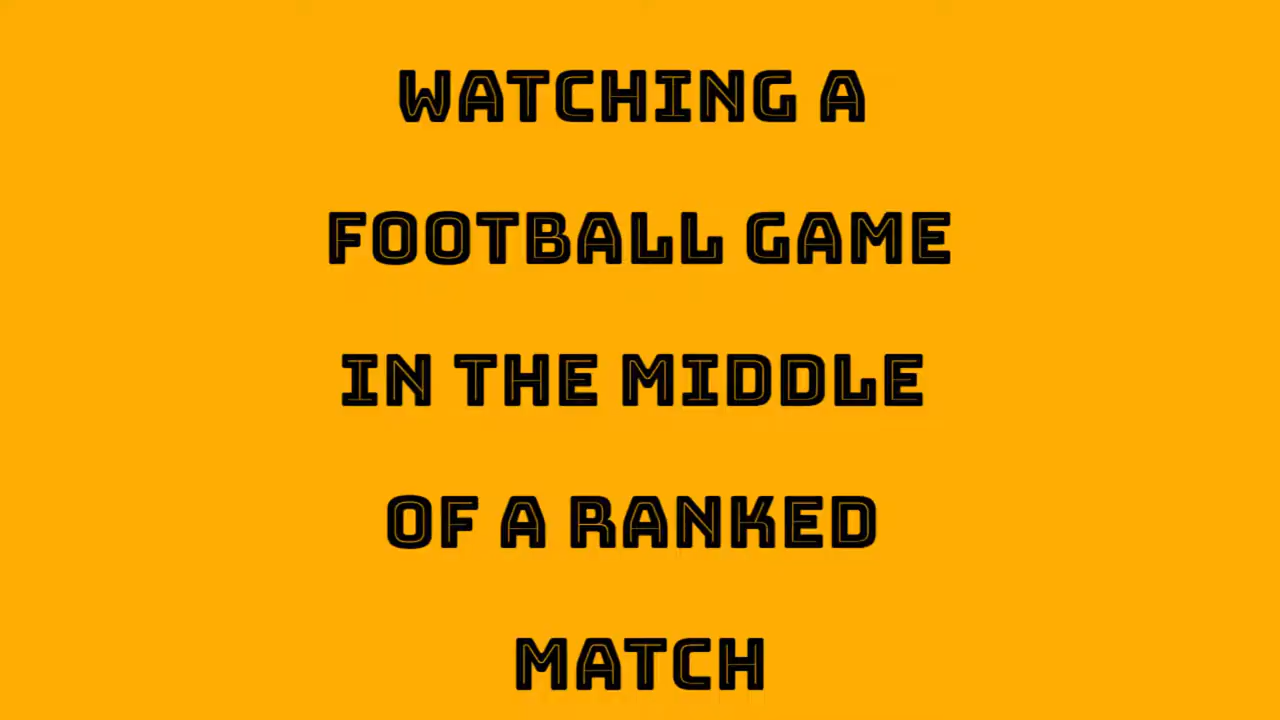 WATCHING A
FOOTBALL GAME
IN THE MIDDLE
OF A RANKED
MATCH